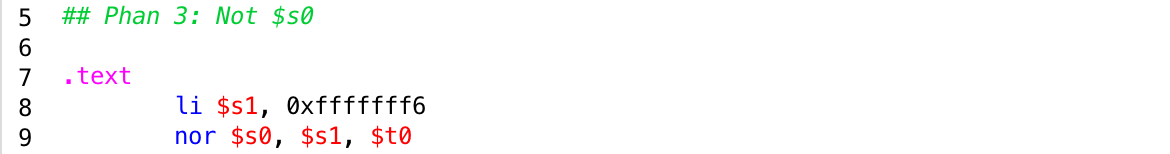 5 ## Phan 3: Not $s0
6
7 .text
8 li $s1, 0xfffffff6
9 nor $s0, $s1, $t0